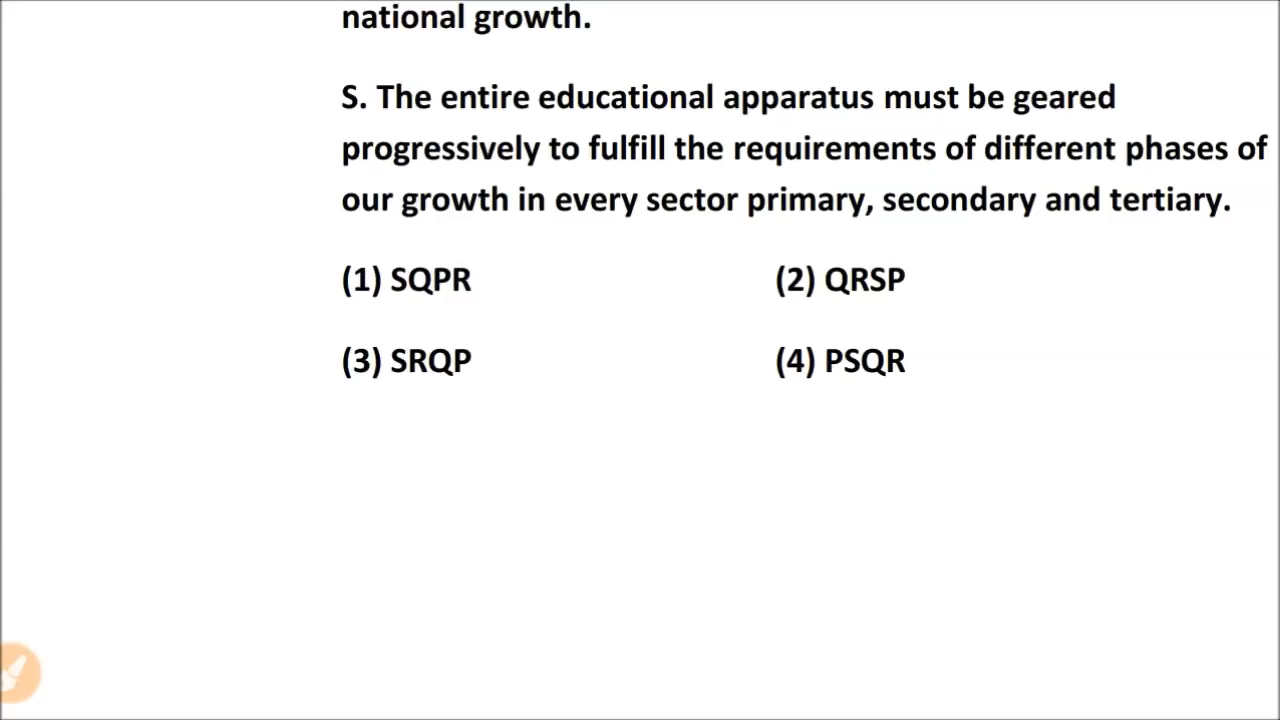 national growth.
S. The entire educational apparatus must be geared
progressively to fulfill the requirements of different phases of
our growth in every sector primary, secondary and tertiary.
(1) SQPR (2) QRSP
(3) SRQP (4) PSQR